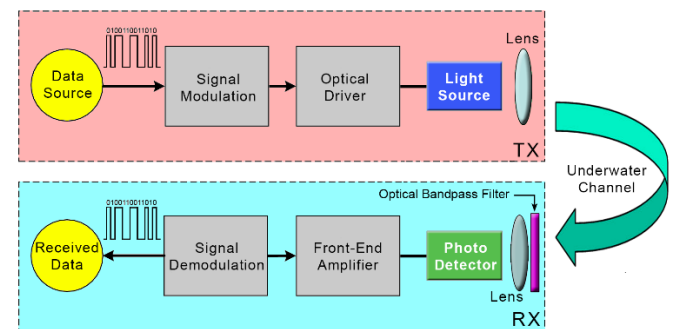 0100110011010
Data
Source
Signal
Modulation
Optical
Driver
Light
Source
Lens
TX
Underwater
Channel
Optical Bandpass Filter
0100110011010
Received
Data
Signal
Demodulation
Front-End
Amplifier
Photo
Detector
Lens
RX